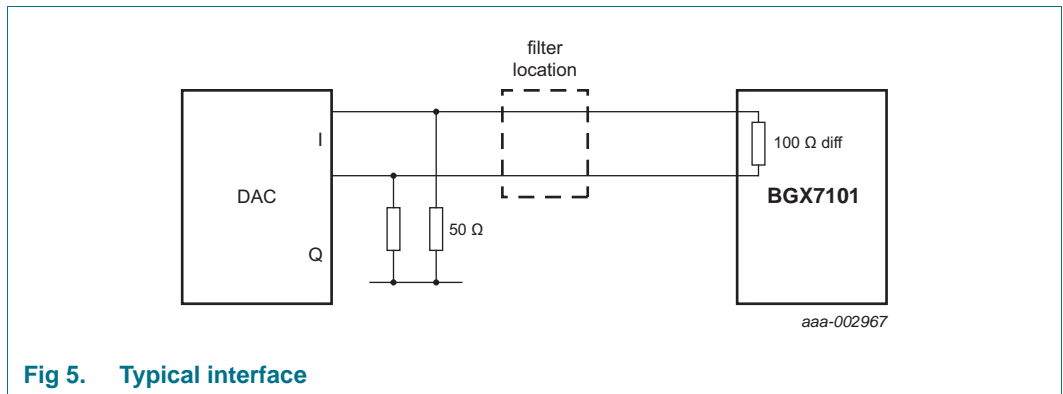 filter
location
I
100 Ω diff
DAC
BGX7101
50 Ω
Q
aaa-002967
Fig 5. Typical interface